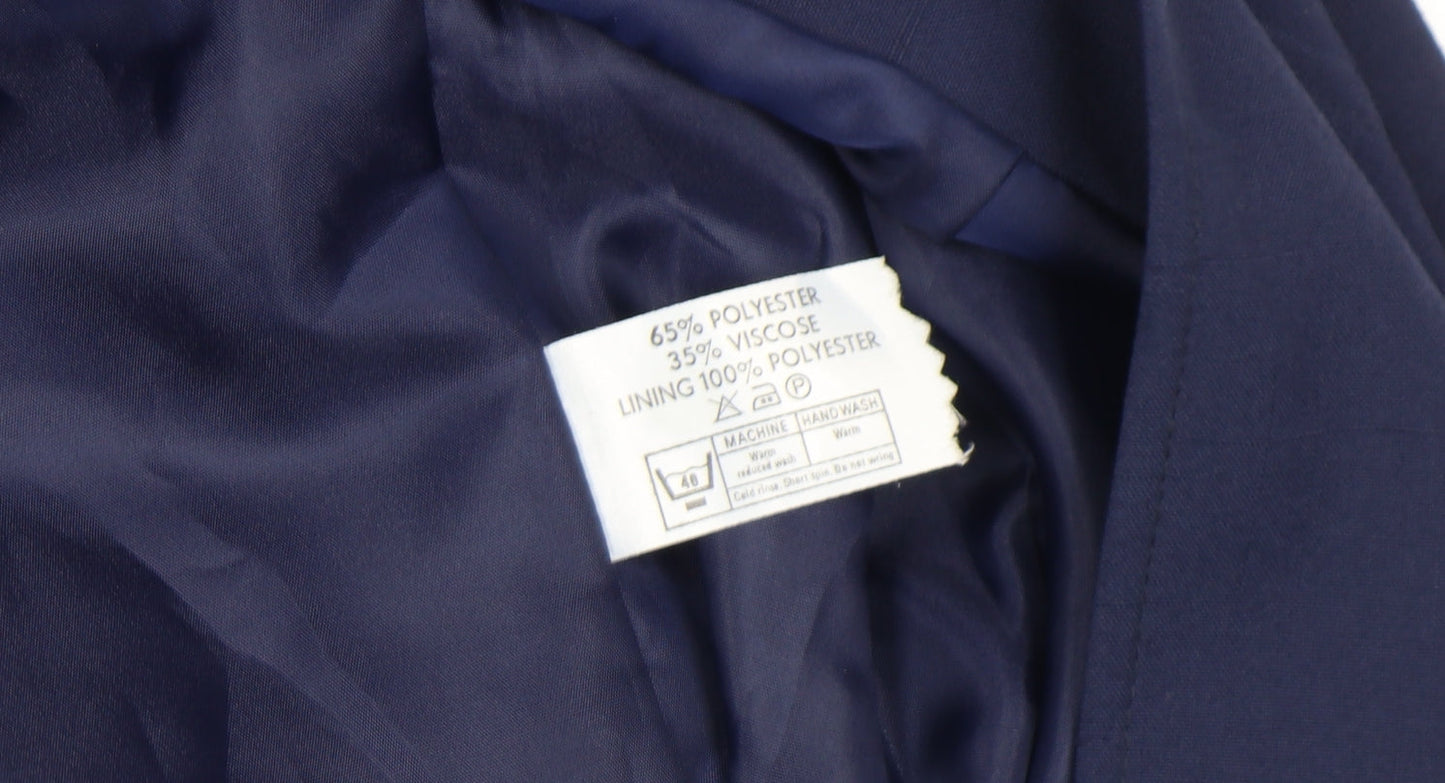 65% POLYESTER
35% VISCOSE
LINING 100% POLYESTER
P
MACHINE HANDWASH
40 Warm Warm
reduced wash
Cold rinse. Short spin. Do not wring